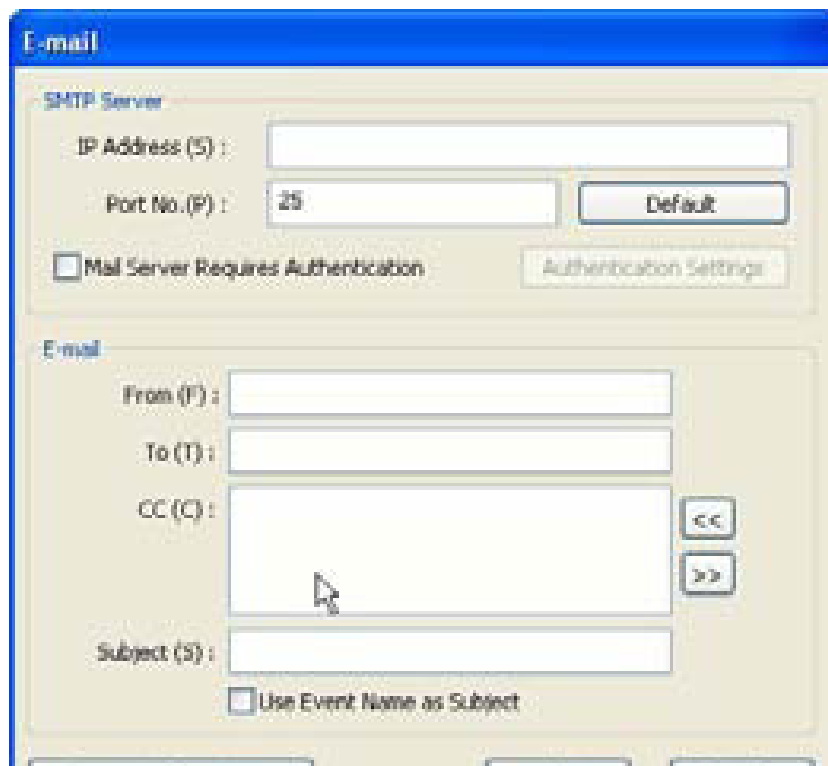 E-mail
SMTP Server
IP Address (S) :
Port No.(P) : 25 Default
Mail Server Requires Authentication Authentication Settings
E-mail
From (F) :
To (T) :
CC (C) :
<<
>>
Subject (S) :
Use Event Name as Subject